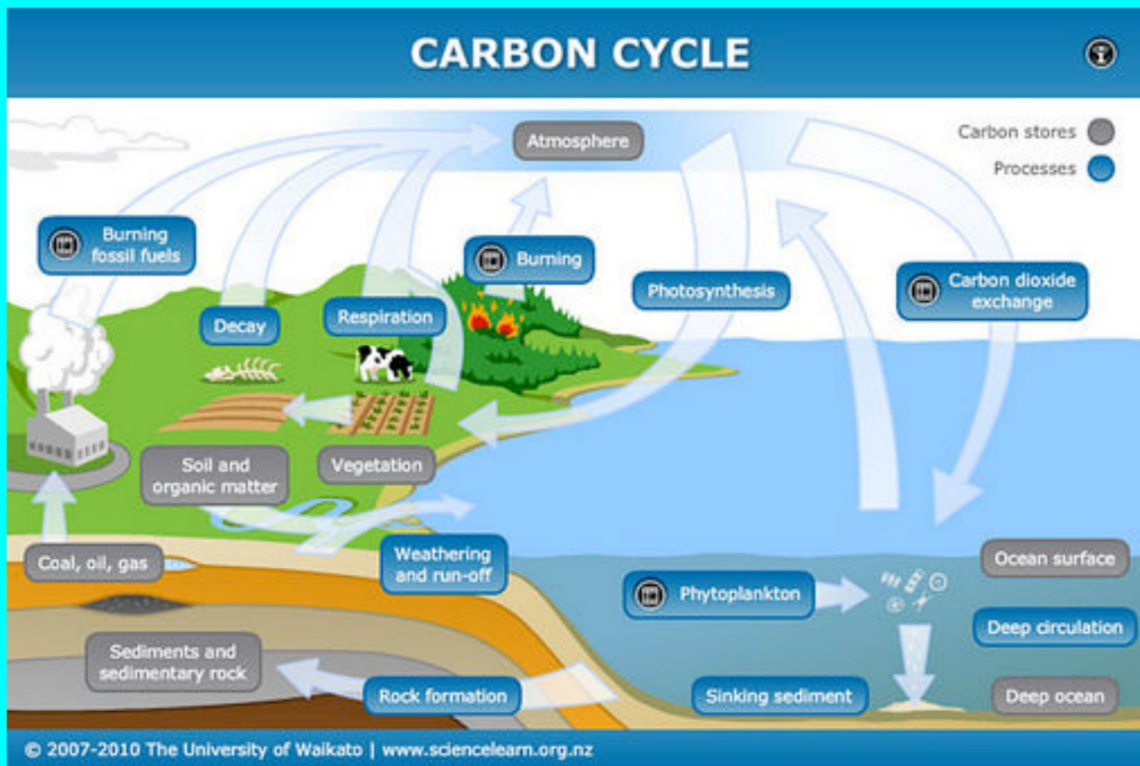 CARBON CYCLE
Atmosphere
Carbon stores
Processes
Burning
fossil fuels
Burning
Photosynthesis
Carbon dioxide
exchange
Decay
Respiration
Soil and
organic matter
Vegetation
Coal, oil, gas
Weathering
and run-off
Ocean surface
Phytoplankton
Deep circulation
Sediments and
sedimentary rock
Rock formation
Sinking sediment
Deep ocean
© 2007-2010 The University of Waikato | www.sciencelearn.org.nz